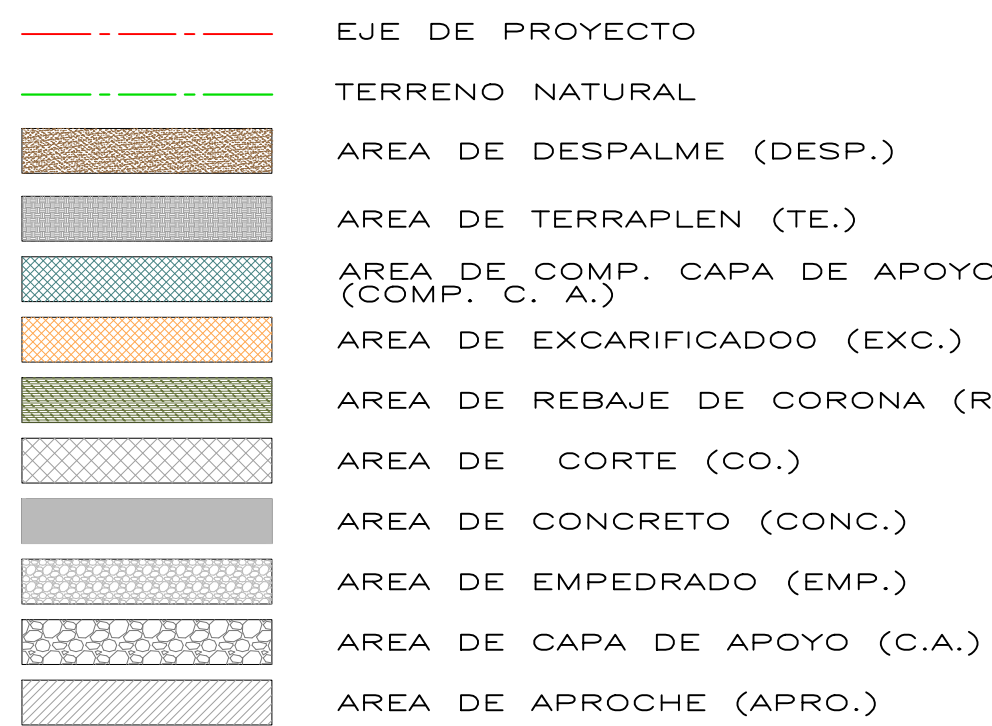 EJE DE PROYECTO
TERRENO NATURAL
AREA DE DESPALME (DESP.)
AREA DE TERRAPLEN (TE.)
AREA DE COMP. CAPA DE APOYO
(COMP. C. A.)
AREA DE EXCARIFICADO0 (EXC.)
AREA DE REBAJE DE CORONA (R
AREA DE CORTE (CO.)
AREA DE CONCRETO (CONC.)
AREA DE EMPEDRADO (EMP.)
AREA DE CAPA DE APOYO (C.A.)
AREA DE APROCHE (APRO.)